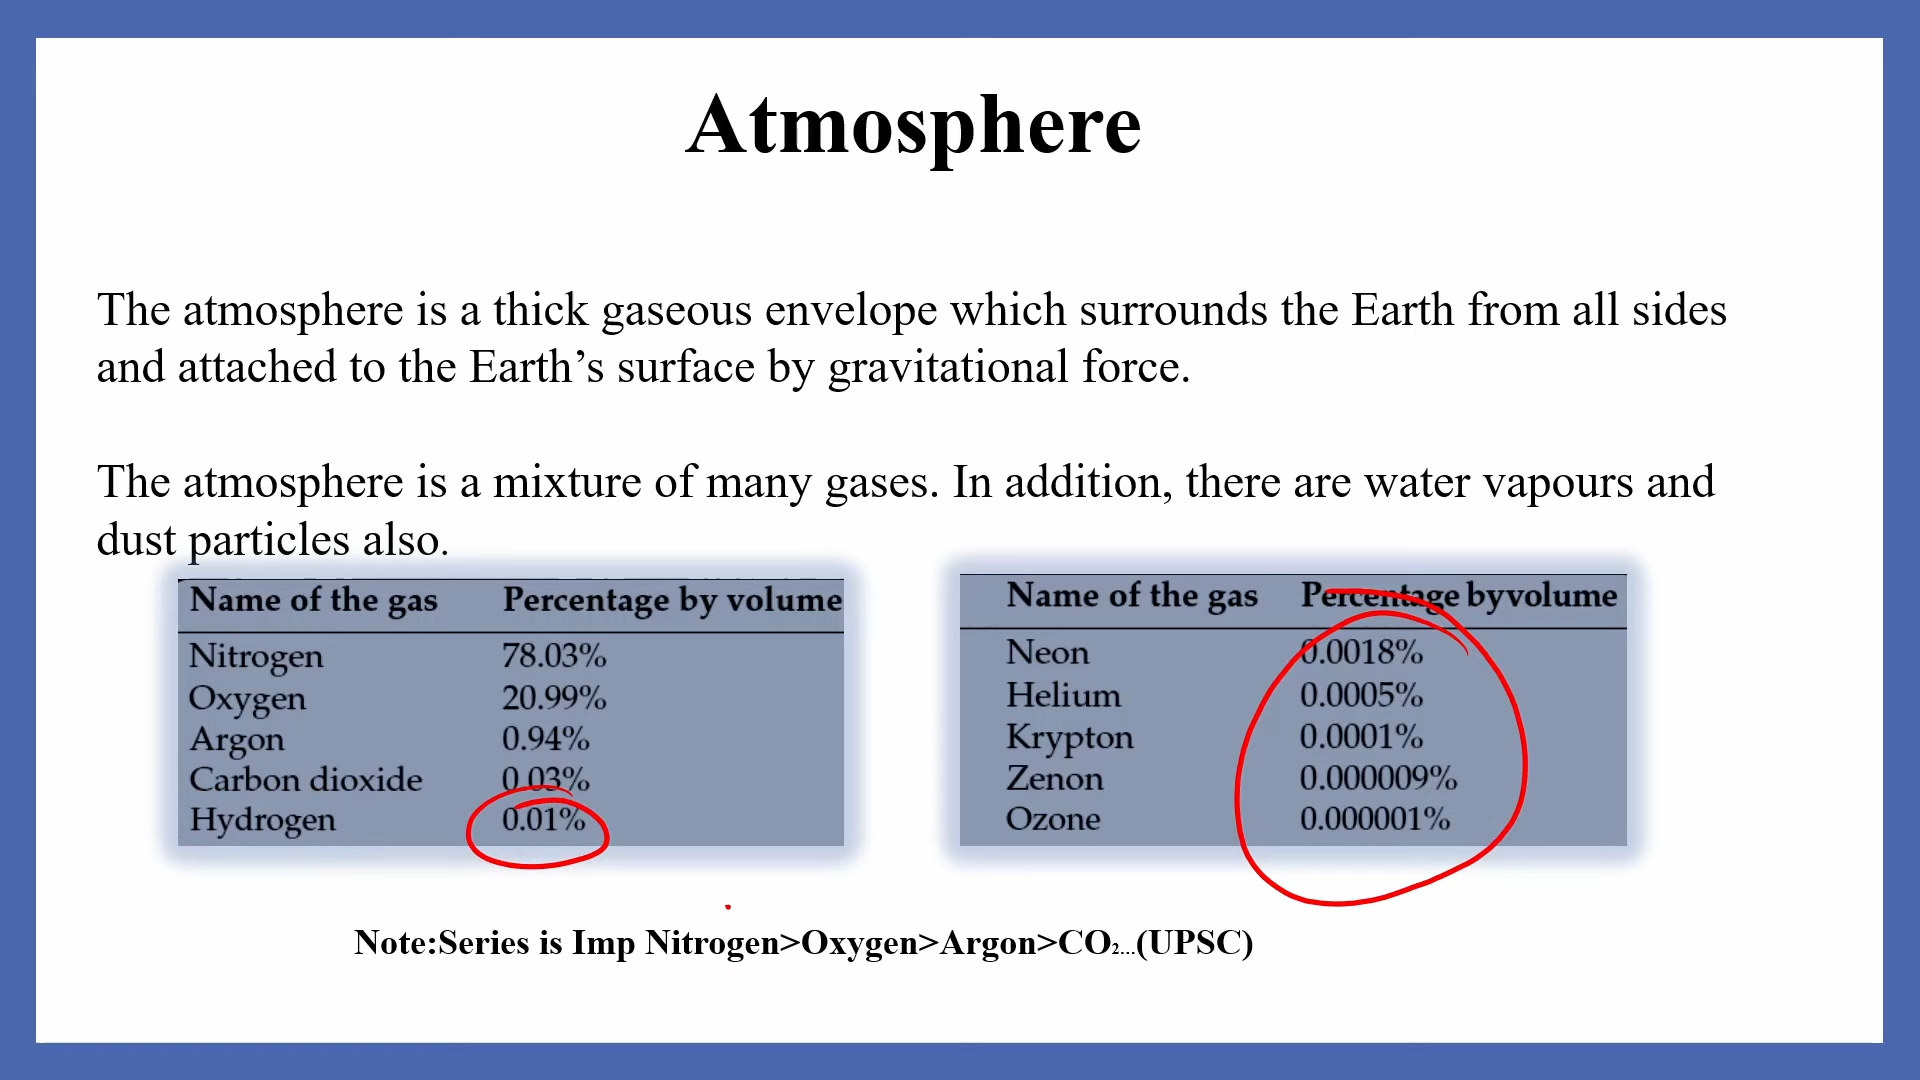 Atmosphere
The atmosphere is a thick gaseous envelope which surrounds the Earth from all sides
and attached to the Earth’s surface by gravitational force.
The atmosphere is a mixture of many gases. In addition, there are water vapours and
dust particles also.
Name of the gas Percentage by volume
Nitrogen 78.03%
Oxygen 20.99%
Argon 0.94%
Carbon dioxide 0.03%
Hydrogen 0.01%
Name of the gas Percentage byvolume
Neon 0.0018%
Helium 0.0005%
Krypton 0.0001%
Zenon 0.000009%
Ozone 0.000001%
Note:Series is Imp Nitrogen>Oxygen>Argon>CO₂...(UPSC)